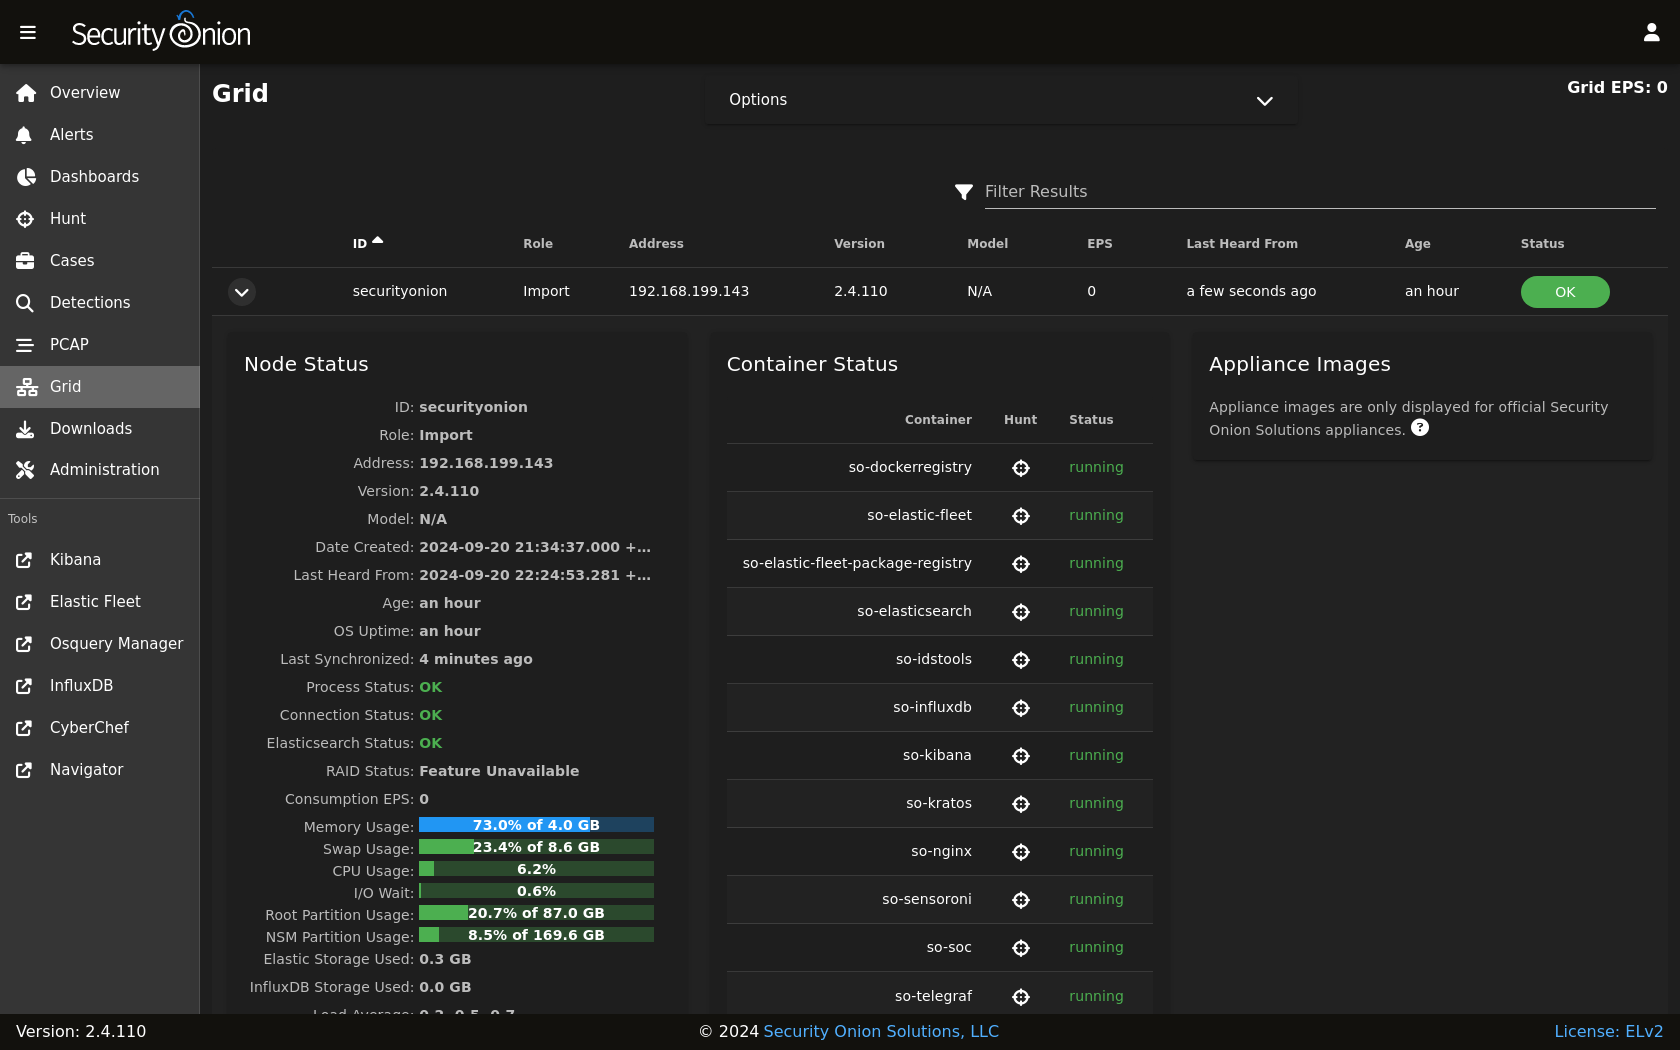 Security Onion
Overview
Alerts
Dashboards
Hunt
Cases
Detections
PCAP
Grid
Downloads
Administration
Tools
Kibana
Elastic Fleet
Osquery Manager
InfluxDB
CyberChef
Navigator
Grid
Options
Grid EPS: 0
Filter Results
ID Role Address Version Model EPS Last Heard From Age Status
securityonion Import 192.168.199.143 2.4.110 N/A 0 a few seconds ago an hour OK
Node Status
ID: securityonion
Role: Import
Address: 192.168.199.143
Version: 2.4.110
Model: N/A
Date Created: 2024-09-20 21:34:37.000 +…
Last Heard From: 2024-09-20 22:24:53.281 +…
Age: an hour
OS Uptime: an hour
Last Synchronized: 4 minutes ago
Process Status: OK
Connection Status: OK
Elasticsearch Status: OK
RAID Status: Feature Unavailable
Consumption EPS: 0
Memory Usage: 73.0% of 4.0 GB
Swap Usage: 23.4% of 8.6 GB
CPU Usage: 6.2%
I/O Wait: 0.6%
Root Partition Usage: 20.7% of 87.0 GB
NSM Partition Usage: 8.5% of 169.6 GB
Elastic Storage Used: 0.3 GB
InfluxDB Storage Used: 0.0 GB
Container Status
Container Hunt Status
so-dockerregistry running
so-elastic-fleet running
so-elastic-fleet-package-registry running
so-elasticsearch running
so-idstools running
so-influxdb running
so-kibana running
so-kratos running
so-nginx running
so-sensoroni running
so-soc running
so-telegraf running
Appliance Images
Appliance images are only displayed for official Security
Onion Solutions appliances. ?
Version: 2.4.110
© 2024 Security Onion Solutions, LLC
License: ELv2